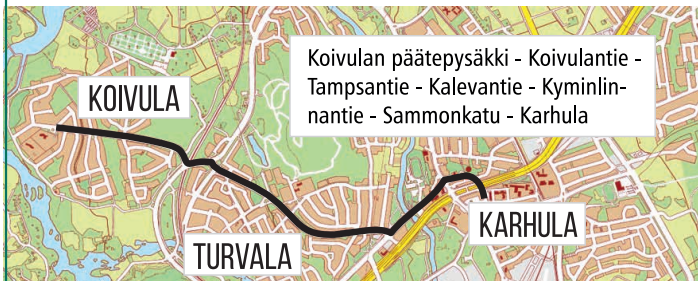 Koivulan päätepysäkki - Koivulantie -
Tampsantie - Kalevantie - Kyminlin-
nantie - Sammonkatu - Karhula
KOIVULA
TURVALA
KARHULA